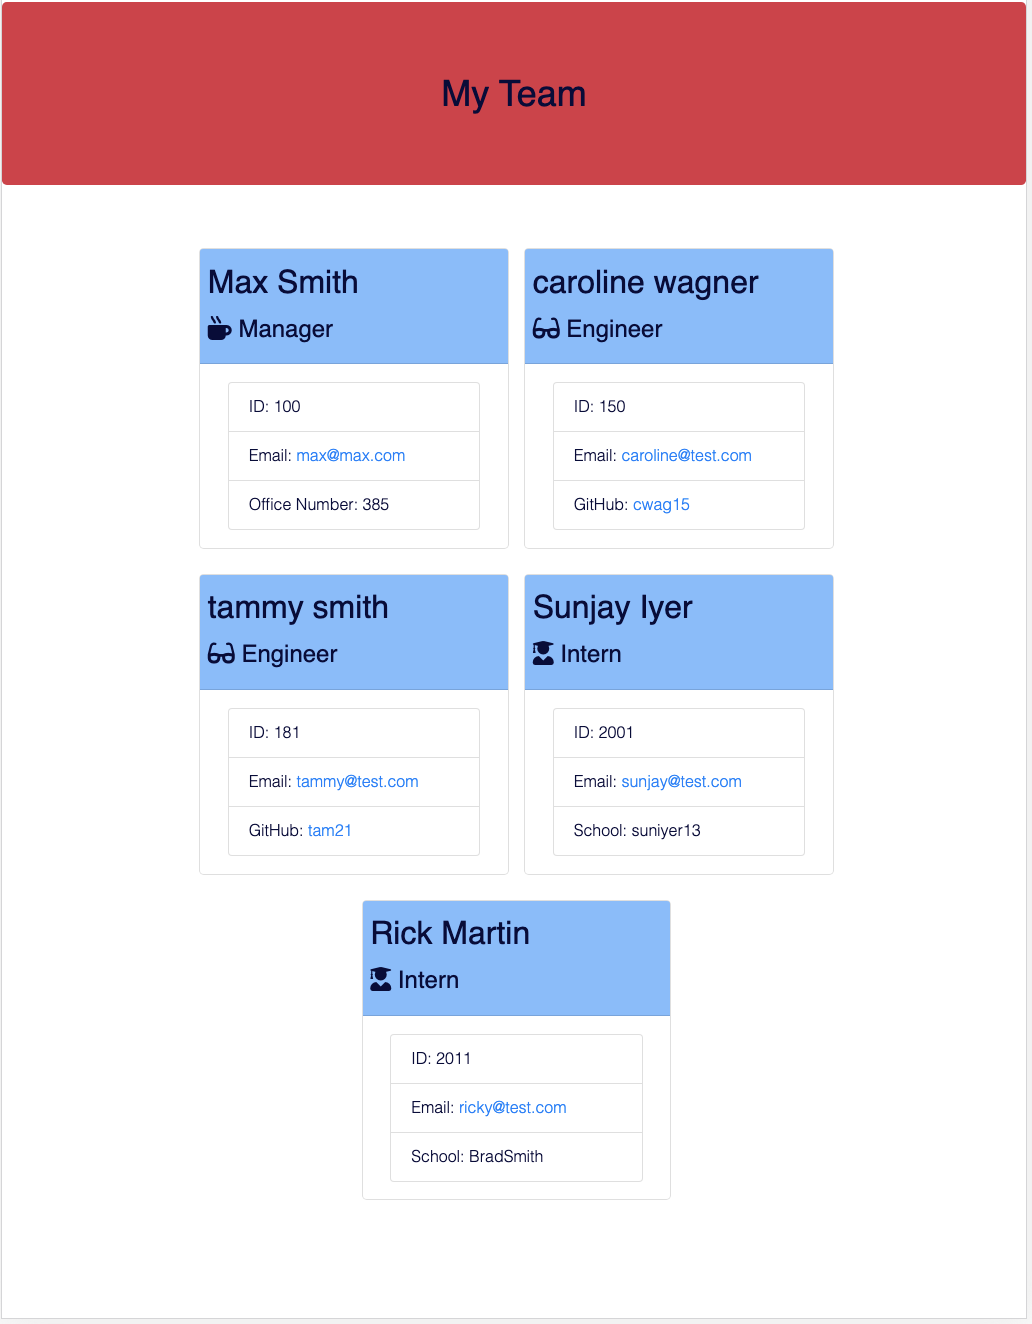 My Team
Max Smith
Manager
ID: 100
Email: max@max.com
Office Number: 385
caroline wagner
Engineer
ID: 150
Email: caroline@test.com
GitHub: cwag15
tammy smith
Engineer
ID: 181
Email: tammy@test.com
GitHub: tam21
Sunjay Iyer
Intern
ID: 2001
Email: sunjay@test.com
School: suniyer13
Rick Martin
Intern
ID: 2011
Email: ricky@test.com
School: BradSmith